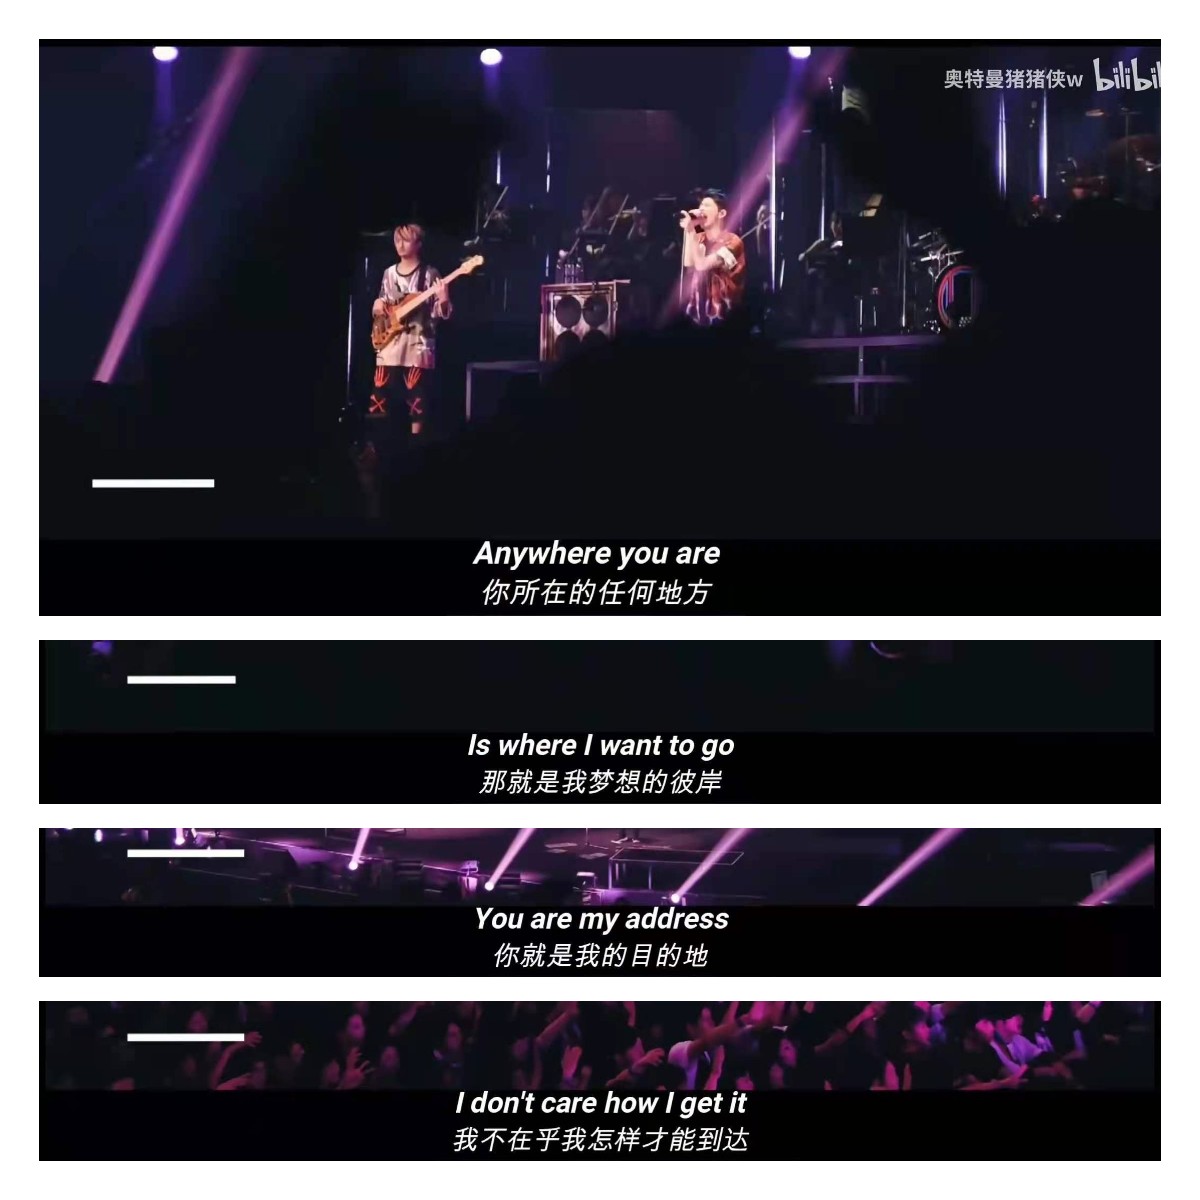 奥特曼猪猪侠w bilibil
Anywhere you are
你所在的任何地方
Is where I want to go
那就是我梦想的彼岸
You are my address
你就是我的目的地
I don't care how I get it
我不在乎我怎样才能到达